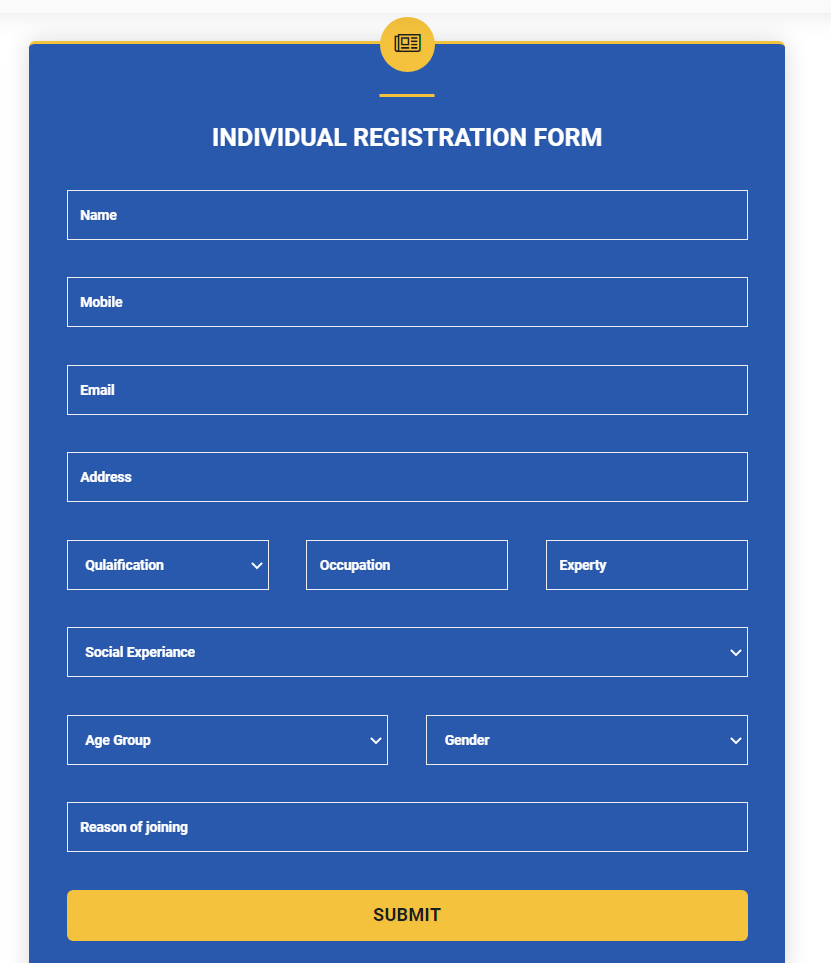 INDIVIDUAL REGISTRATION FORM
Name
Mobile
Email
Address
Qulaification Occupation Experty
Social Experiance
Age Group Gender
Reason of joining
SUBMIT